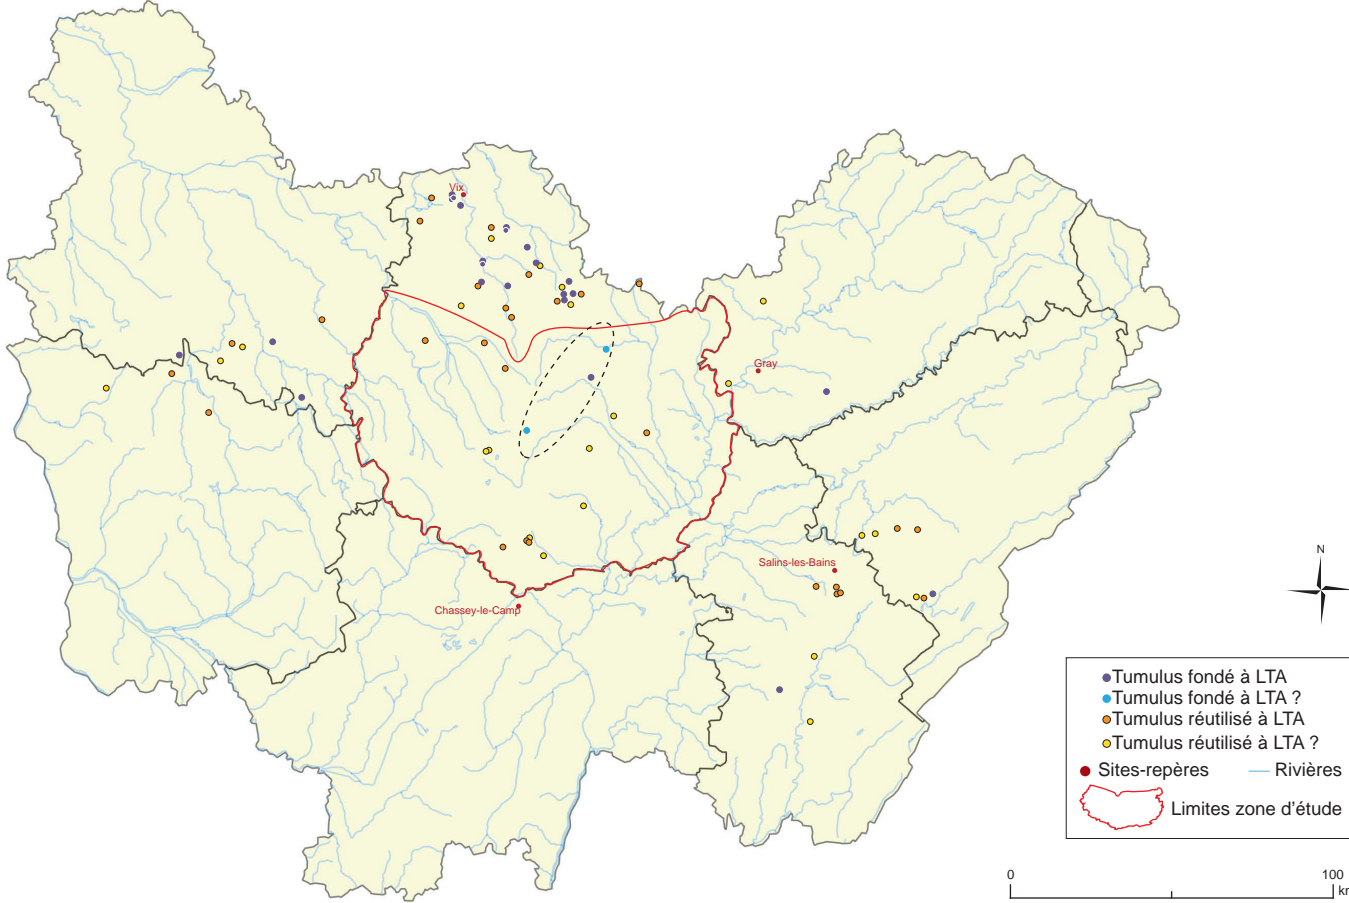 Vix
Gray
Salins-les-Bains
Chassey-le-Camp
N
Tumulus fondé à LTA
Tumulus fondé à LTA ?
Tumulus réutilisé à LTA
Tumulus réutilisé à LTA ?
Sites-repères
Rivières
Limites zone d'étude
0 100
km